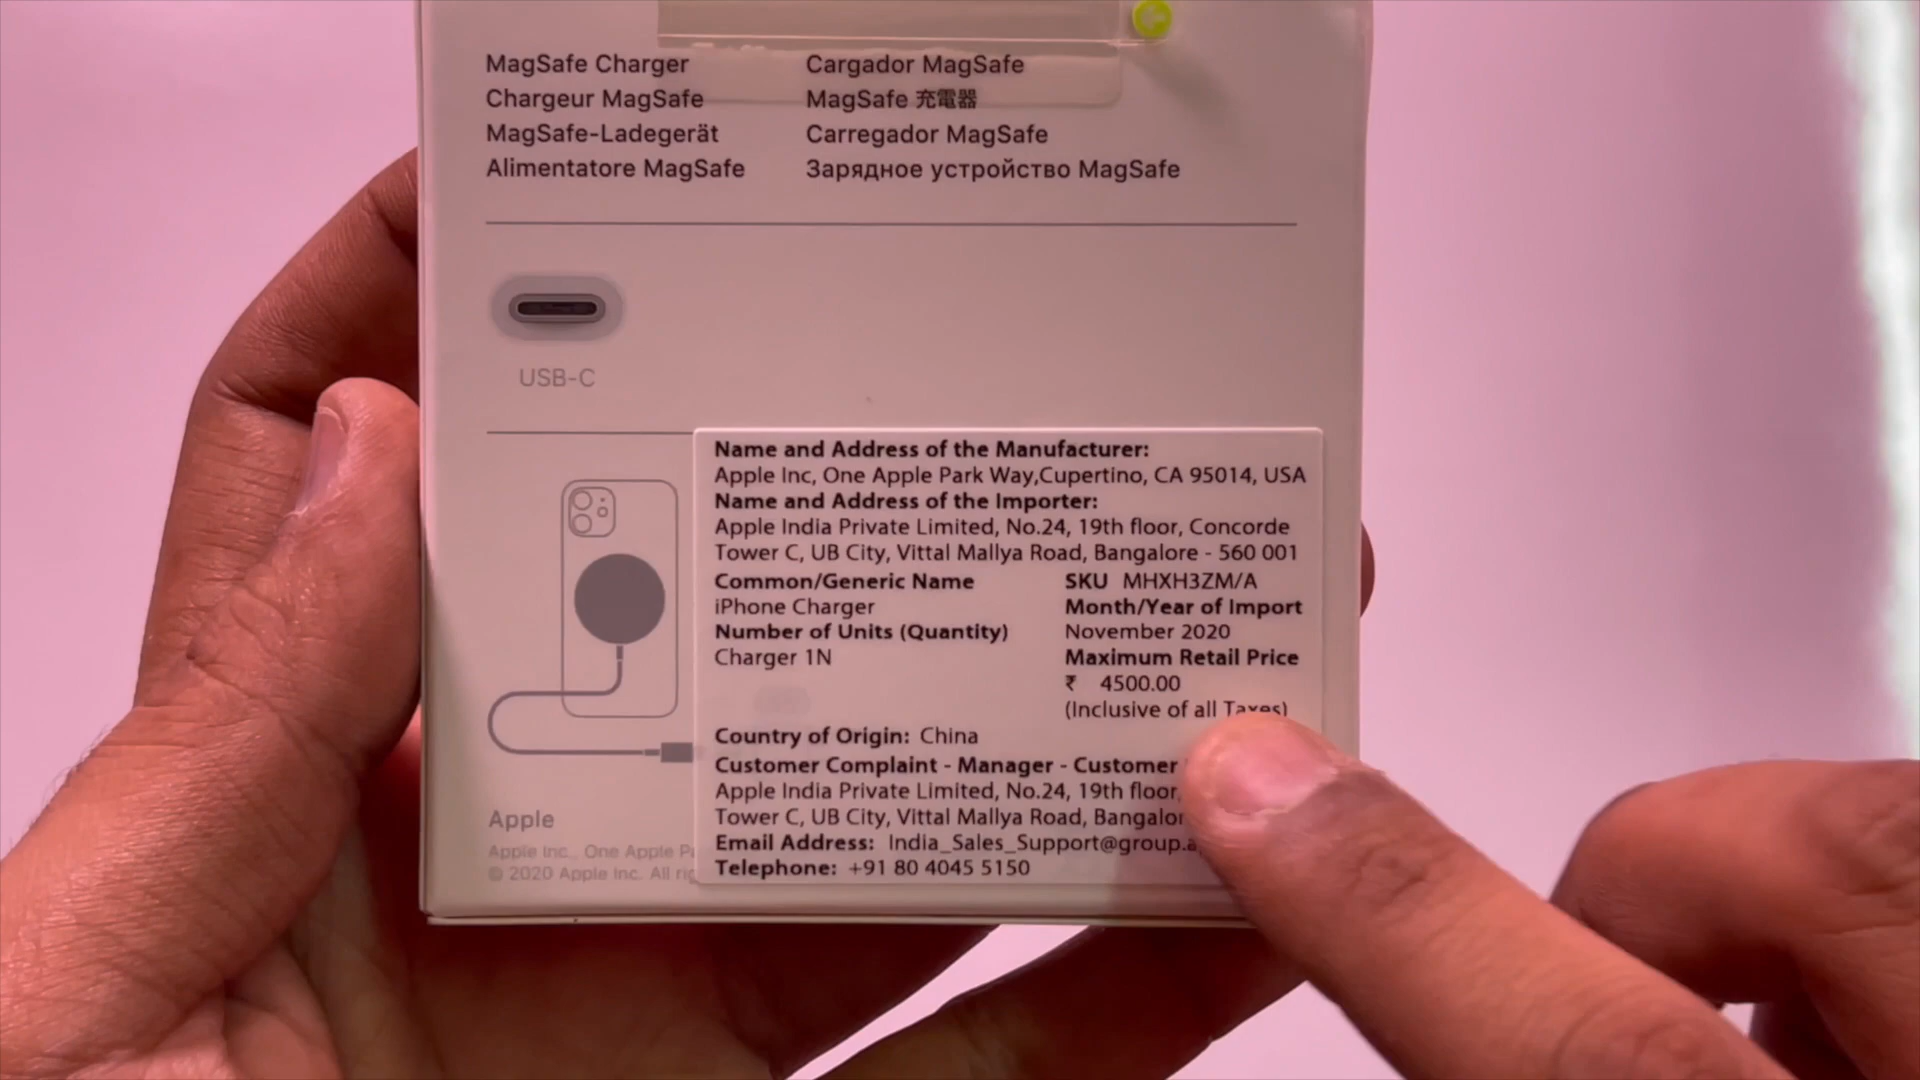 MagSafe Charger
Chargeur MagSafe
MagSafe-Ladegerät
Alimentatore MagSafe
Cargador MagSafe
MagSafe 充電器
Carregador MagSafe
Зарядное устройство MagSafe
USB-C
Name and Address of the Manufacturer:
Apple Inc, One Apple Park Way,Cupertino, CA 95014, USA
Name and Address of the Importer:
Apple India Private Limited, No.24, 19th floor, Concorde
Tower C, UB City, Vittal Mallya Road, Bangalore - 560 001
Common/Generic Name
iPhone Charger
Number of Units (Quantity)
Charger 1N
SKU MHXH3ZM/A
Month/Year of Import
November 2020
Maximum Retail Price
₹ 4500.00
(Inclusive of all Taxes)
Country of Origin: China
Customer Complaint - Manager - Customer
Apple India Private Limited, No.24, 19th floor,
Tower C, UB City, Vittal Mallya Road,
Email Address: India_Sales_Support@group.
Telephone: +91 80 4045 5150
Apple
Apple Inc., One Apple
© 2020 Apple Inc. All